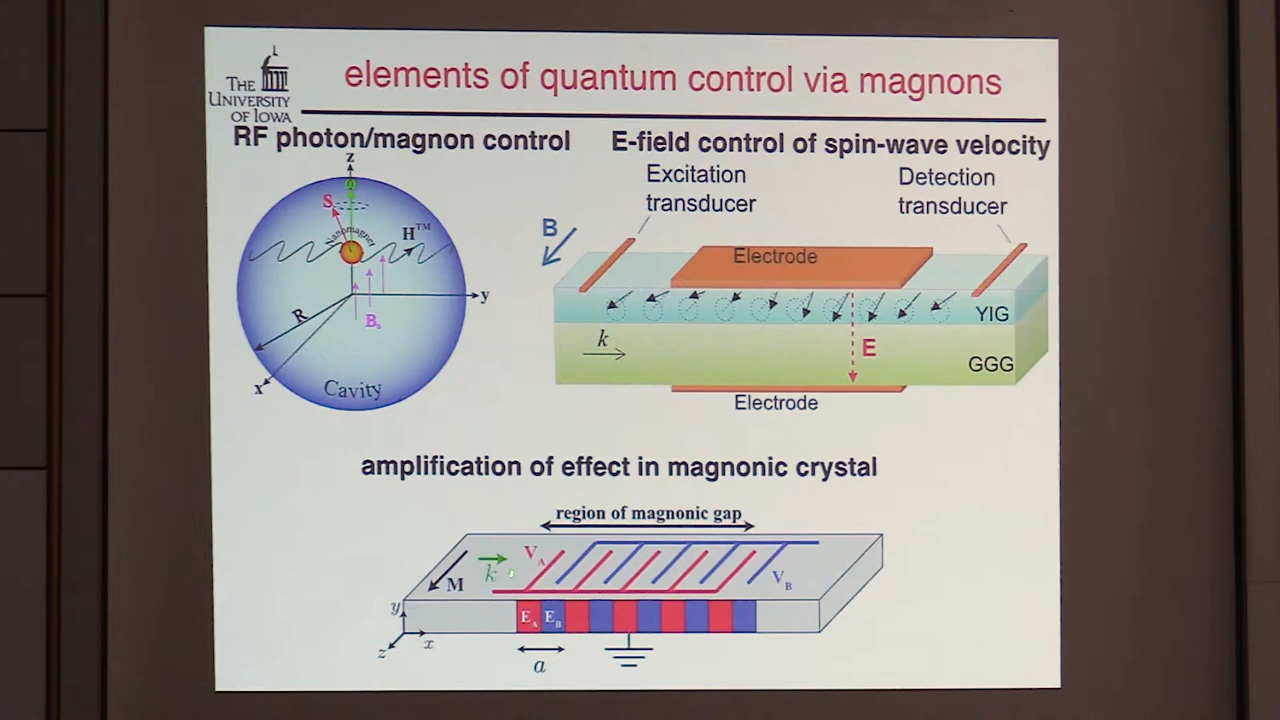 THE
UNIVERSITY
OF IOWA
elements of quantum control via magnons
RF photon/magnon control
E-field control of spin-wave velocity
z
S
nanomagnet
H™
y
R
B₀
x
Cavity
Excitation
transducer
Detection
transducer
B
Electrode
YIG
k
E
GGG
Electrode
amplification of effect in magnonic crystal
region of magnonic gap
M
k
V_A
V_B
E_A E_B
y
z
x
a